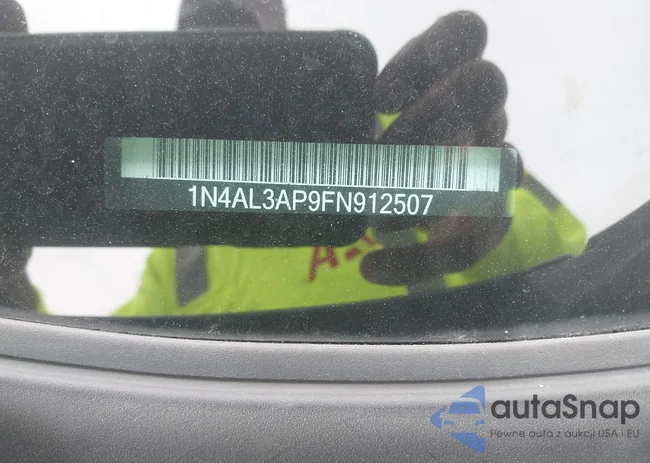 1N4AL3AP9FN912507
A-
autaSnap
Pewne auta z aukcji USA i EU